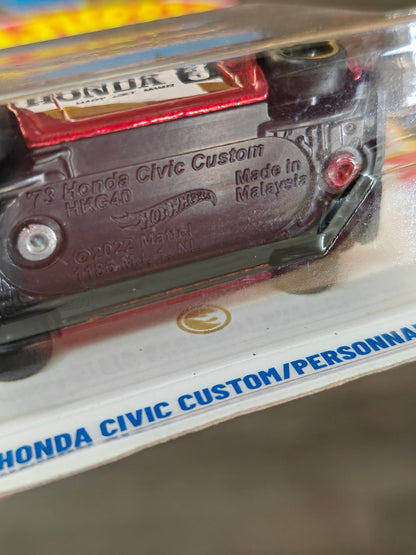 HONDA
'73 Honda Civic Custom
HKG40
HOT WHEELS
Made in
Malaysia
©2022 Mattel
HONDA CIVIC CUSTOM/PERSONNA